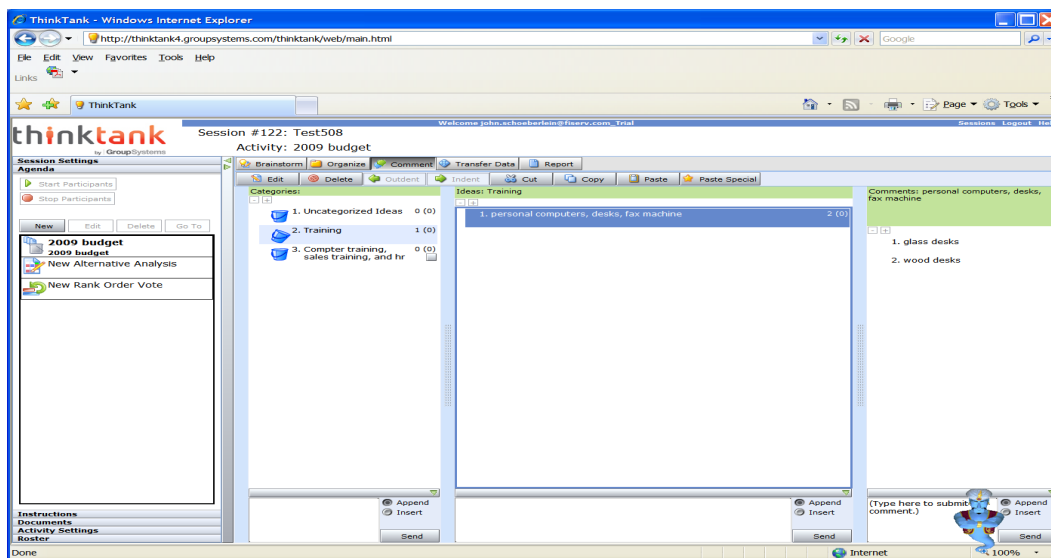 ThinkTank - Windows Internet Explorer
http://thinktank4.groupsystems.com/thinktank/web/main.html
Google
File Edit View Favorites Tools Help
Links
ThinkTank
Page Tools
Welcome john.schoeberlein@fiserv.com_Trial
Sessions Logout Hel
thinktank
by GroupSystems
Session #122: Test508
Activity: 2009 budget
Session Settings
Agenda
Start Participants
Stop Participants
New Edit Delete Go To
2009 budget
2009 budget
New Alternative Analysis
New Rank Order Vote
Instructions
Documents
Activity Settings
Roster
Brainstorm Organize Comment Transfer Data Report
Edit Delete Outdent Indent Cut Copy Paste Paste Special
Categories:
1. Uncategorized Ideas 0 (0)
2. Training 1 (0)
3. Compter training, 0 (0)
sales training, and hr
Append
Insert
Send
Ideas: Training
1. personal computers, desks, fax machine 2 (0)
Append
Insert
Send
Comments: personal computers, desks,
fax machine
1. glass desks
2. wood desks
(Type here to submit
comment.)
Append
Insert
Send
Done
Internet
100%